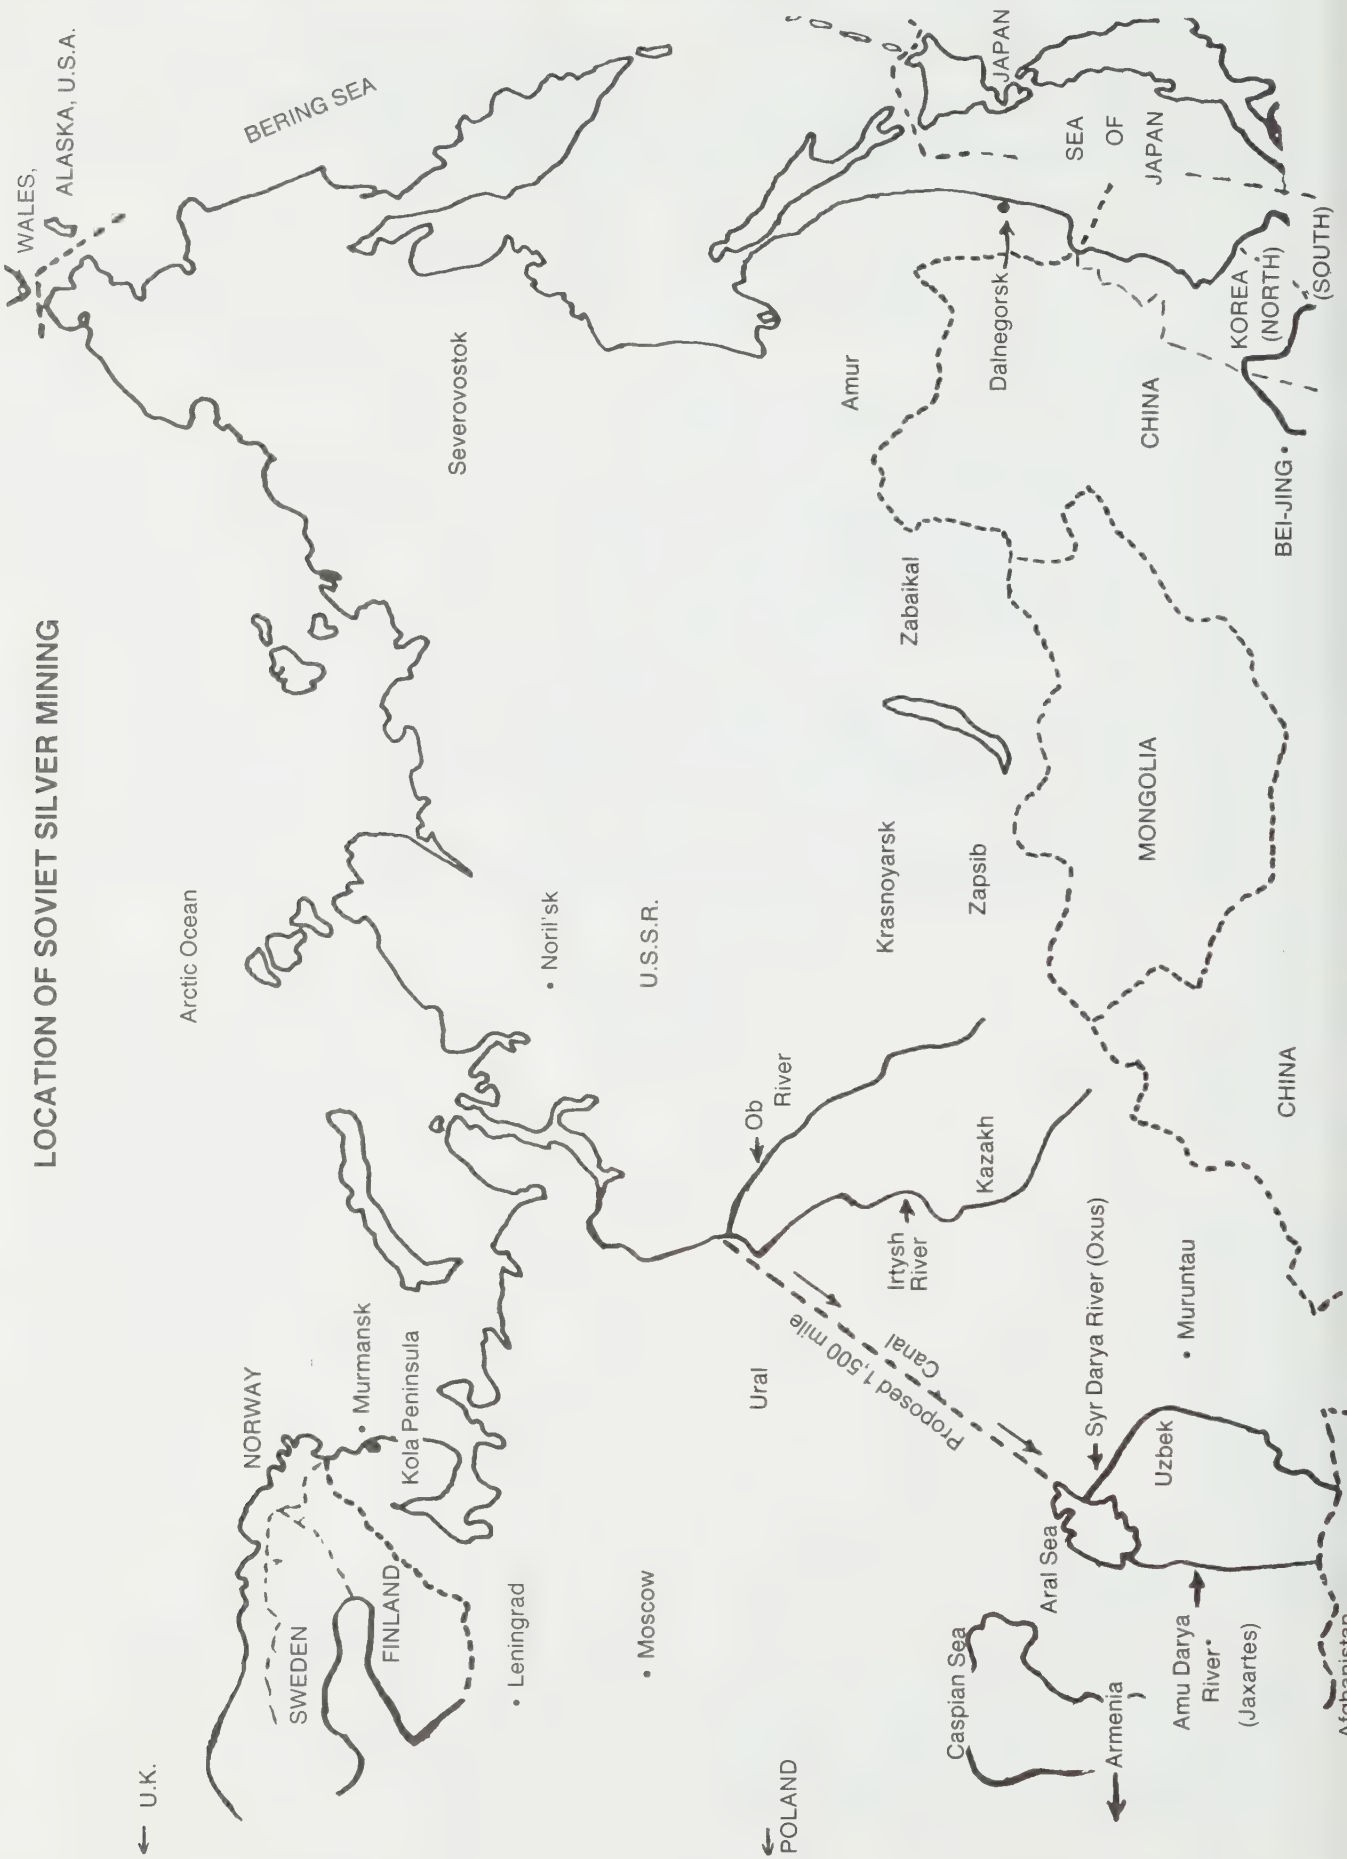 LOCATION OF SOVIET SILVER MINING
WALES,
ALASKA, U.S.A.
BERING SEA
Arctic Ocean
← U.K.
NORWAY
SWEDEN
FINLAND
• Murmansk
Kola Peninsula
• Leningrad
• Moscow
• Noril'sk
U.S.S.R.
Severovostok
← POLAND
Ural
← Ob
River
Proposed 1,500 mile
Canal
Irtysh
River
Kazakh
Krasnoyarsk
Zapsib
Zabaikal
Amur
Dalnegorsk
JAPAN
SEA
OF
JAPAN
Caspian Sea
Armenia
Aral Sea
Syr Darya River (Oxus)
Uzbek
• Muruntau
Amu Darya
River
(Jaxartes)
MONGOLIA
CHINA
CHINA
KOREA
(NORTH)
(SOUTH)
BEI-JING •
Afghanistan